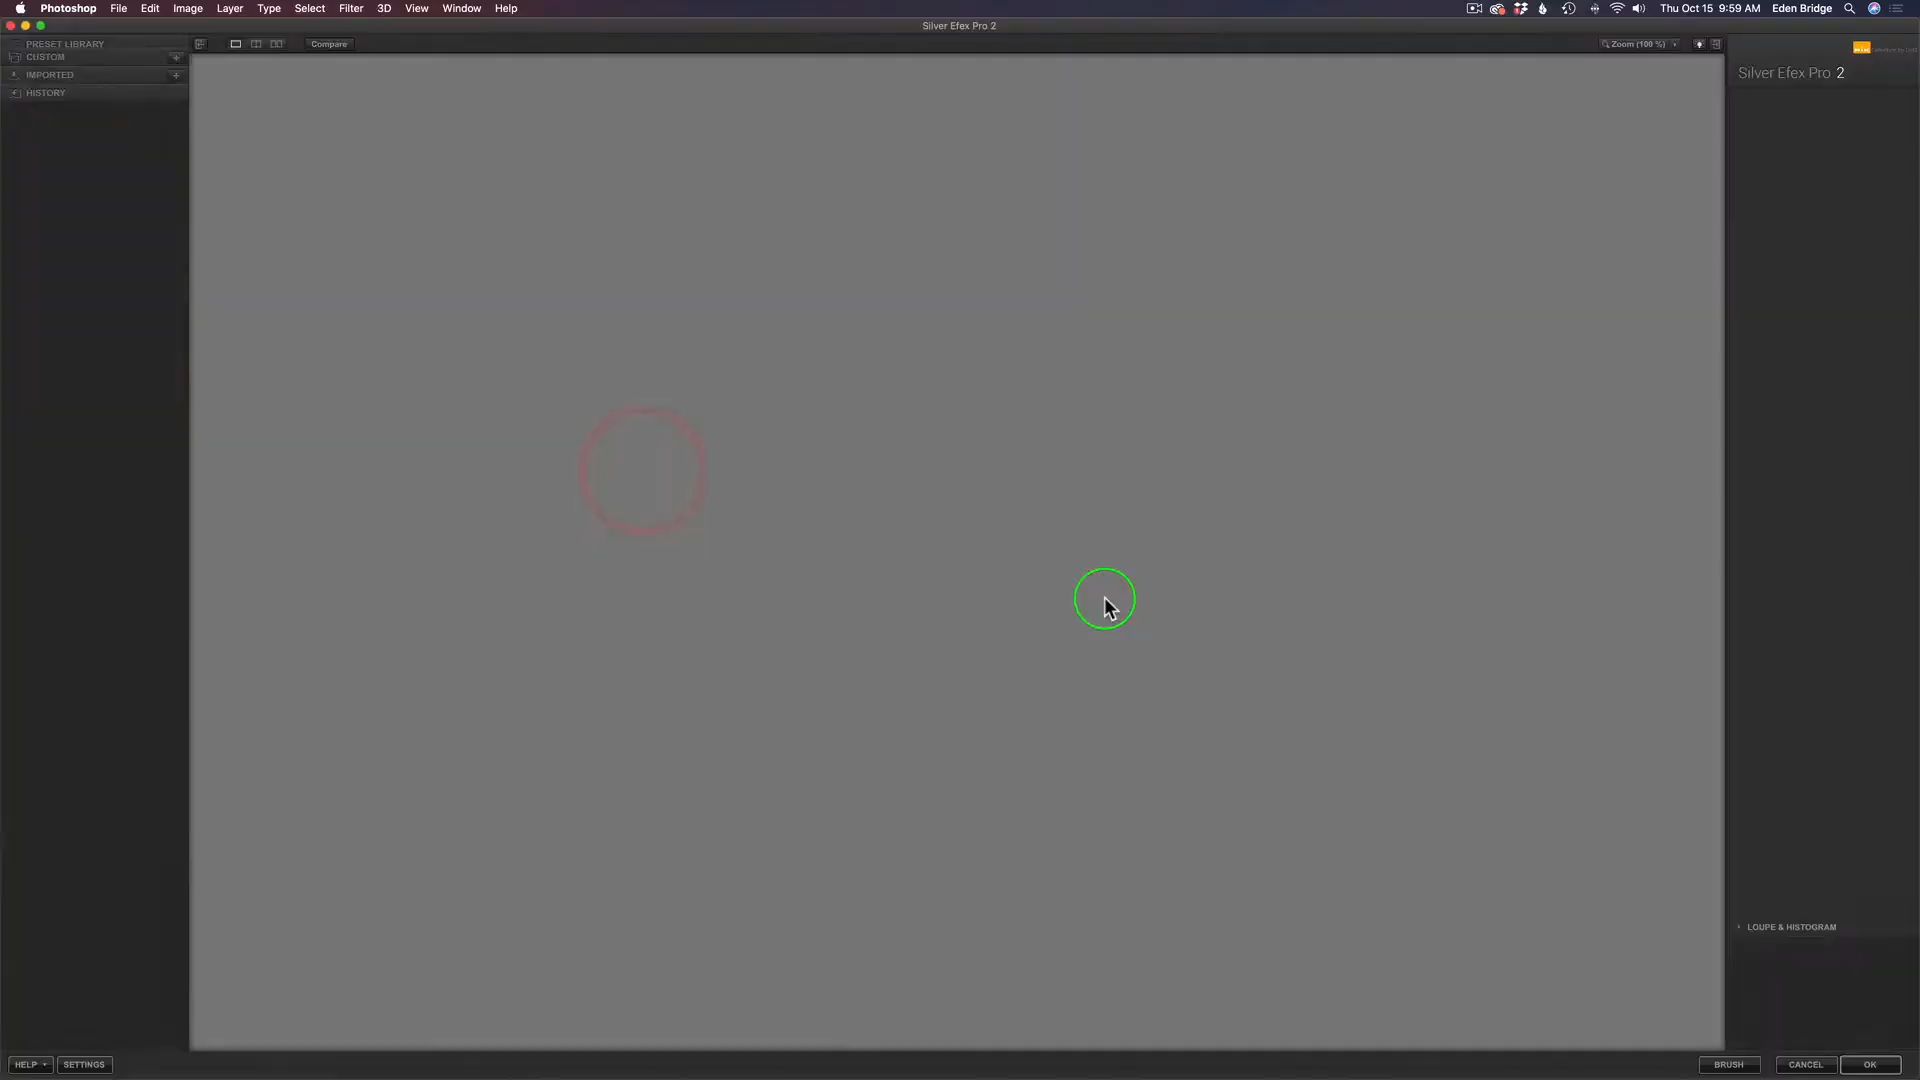 Photoshop File Edit Image Layer Type Select Filter 3D View Window Help Thu Oct 15 9:59 AM Eden Bridge
Silver Efex Pro 2
PRESET LIBRARY Compare Zoom (100 %)
CUSTOM
IMPORTED
HISTORY
Silver Efex Pro 2
LOUPE & HISTOGRAM
HELP SETTINGS BRUSH CANCEL OK